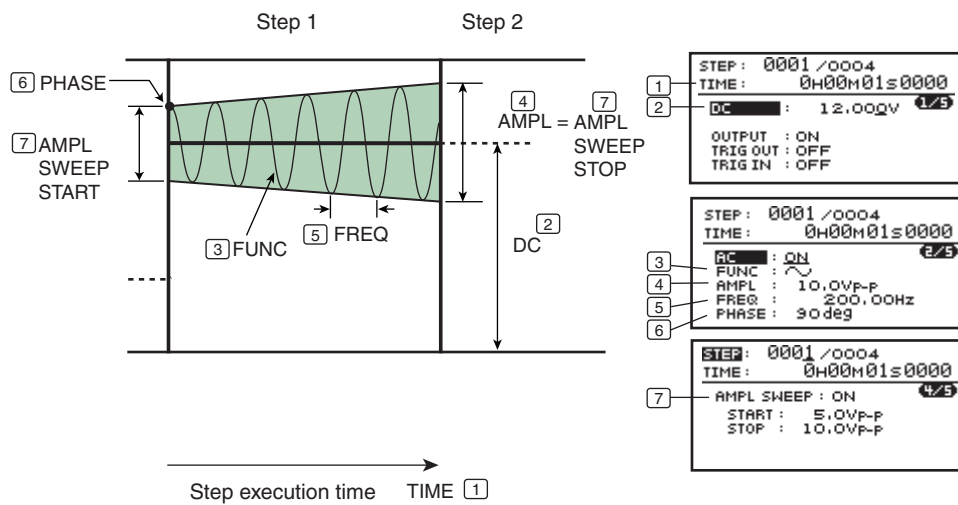 Step 1
Step 2
6 PHASE
7 AMPL
SWEEP
START
4
AMPL = AMPL
7
SWEEP
STOP
2
DC
3 FUNC
5 FREQ
Step execution time
TIME 1
1
2
STEP: 0001/0004
TIME: 0H00M01S0000
DC : 12.000V
1/5
OUTPUT : ON
TRIG OUT : OFF
TRIG IN : OFF
STEP: 0001/0004
TIME: 0H00M01S0000
2/5
3
4
5
6
AC : ON
FUNC :
AMPL : 10.0Vp-p
FREQ : 200.00Hz
PHASE : 90deg
STEP: 0001/0004
TIME: 0H00M01S0000
4/5
7
AMPL SWEEP : ON
START : 5.0Vp-p
STOP : 10.0Vp-p